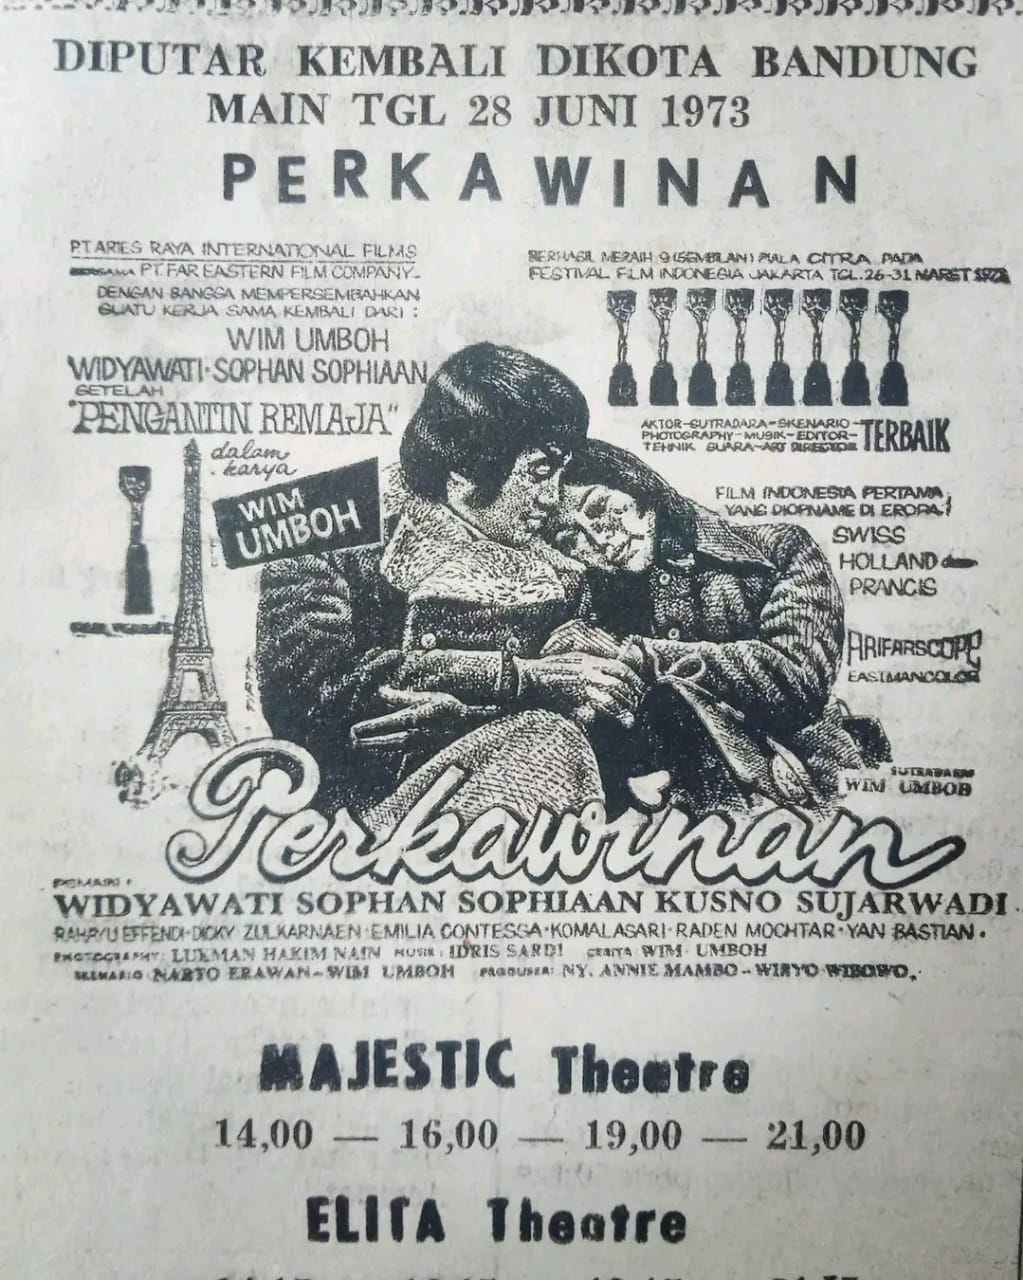 DIPUTAR KEMBALI DIKOTA BANDUNG
MAIN TGL 28 JUNI 1973
PERKAWINAN
P.T. ARIES RAYA INTERNATIONAL FILMS
BERSAMA P.T. FAR EASTERN FILM COMPANY-
DENGAN BANGGA MEMPERSEMBAHKAN
SUATU KERJA SAMA KEMBALI DARI :
WIM UMBOH
WIDYAWATI·SOPHAN SOPHIAAN
SETELAH
"PENGANTIN REMAJA"
dalam
karya
WIM
UMBOH
BERHASIL MERAIH 9 (SEMBILAN) PIALA CITRA PADA
FESTIVAL FILM INDONESIA JAKARTA TGL. 26-31 MARET
AKTOR-SUTRADARA-SKENARIO-
PHOTOGRAPHY-MUSIK-EDITOR-
TEHNIK SUARA-ART DIRECTOR
TERBAIK
FILM INDONESIA PERTAMA
YANG DIOPNAME DI EROPA!
SWISS
HOLLAND dan
PRANCIS
ARIFARSCOPE
EASTMANCOLOR
SUTRADARA
WIM UMBOH
Perkawinan
PEMAIN :
WIDYAWATI SOPHAN SOPHIAAN KUSNO SUJARWADI
RAHAYU EFFENDI·DICKY ZULKARNAEN·EMILIA CONTESSA·KOMALASARI·RADEN MOCHTAR·YAN BASTIAN.
PHOTOGRAPHY: LUKMAN HAKIM NAIN MUSIK: IDRIS SARDI CERITA WIM UMBOH
SKENARIO NARTO ERAWAN-WIM UMBOH PRODUSER: NY. ANNIE MAMBO-WIRYO WIBOWO.
MAJESTIC Theatre
14,00 — 16,00 — 19,00 — 21,00
ELITA Theatre